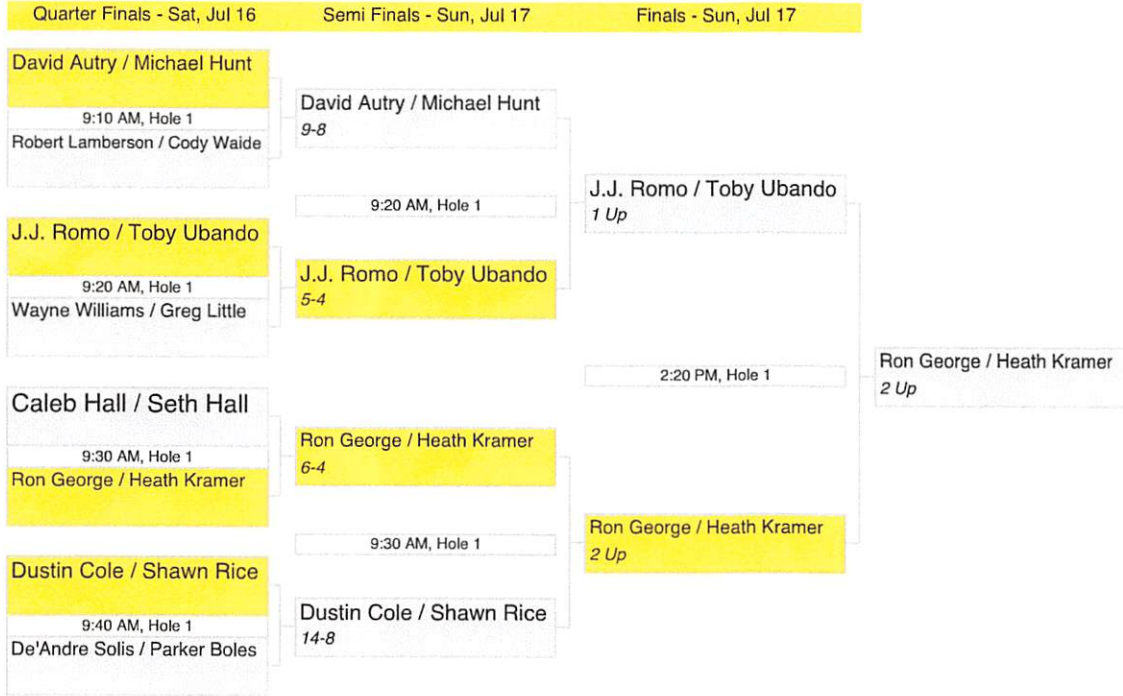 Quarter Finals - Sat, Jul 16
Semi Finals - Sun, Jul 17
Finals - Sun, Jul 17
David Autry / Michael Hunt
9:10 AM, Hole 1
Robert Lamberson / Cody Waide
J.J. Romo / Toby Ubando
9:20 AM, Hole 1
Wayne Williams / Greg Little
Caleb Hall / Seth Hall
9:30 AM, Hole 1
Ron George / Heath Kramer
Dustin Cole / Shawn Rice
9:40 AM, Hole 1
De'Andre Solis / Parker Boles
David Autry / Michael Hunt
9-8
9:20 AM, Hole 1
J.J. Romo / Toby Ubando
5-4
Ron George / Heath Kramer
6-4
9:30 AM, Hole 1
Dustin Cole / Shawn Rice
14-8
J.J. Romo / Toby Ubando
1 Up
2:20 PM, Hole 1
Ron George / Heath Kramer
2 Up
Ron George / Heath Kramer
2 Up